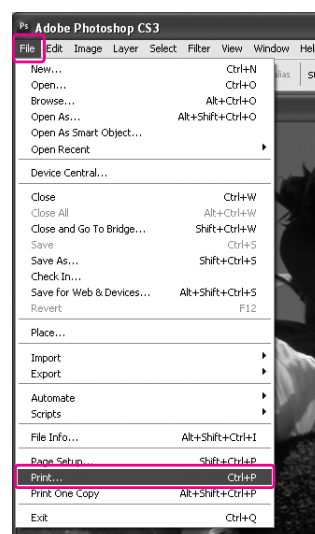 Ps Adobe Photoshop CS3
File Edit Image Layer Select Filter View Window Hel
New... Ctrl+N
Open... Ctrl+O
Browse... Alt+Ctrl+O
Open As... Alt+Shift+Ctrl+O
Open As Smart Object...
Open Recent
Device Central...
Close Ctrl+W
Close All Alt+Ctrl+W
Close and Go To Bridge... Shift+Ctrl+W
Save Ctrl+S
Save As... Shift+Ctrl+S
Check In...
Save for Web & Devices... Alt+Shift+Ctrl+S
Revert F12
Place...
Import
Export
Automate
Scripts
File Info... Alt+Shift+Ctrl+I
Page Setup... Shift+Ctrl+P
Print... Ctrl+P
Print One Copy Alt+Shift+Ctrl+P
Exit Ctrl+Q